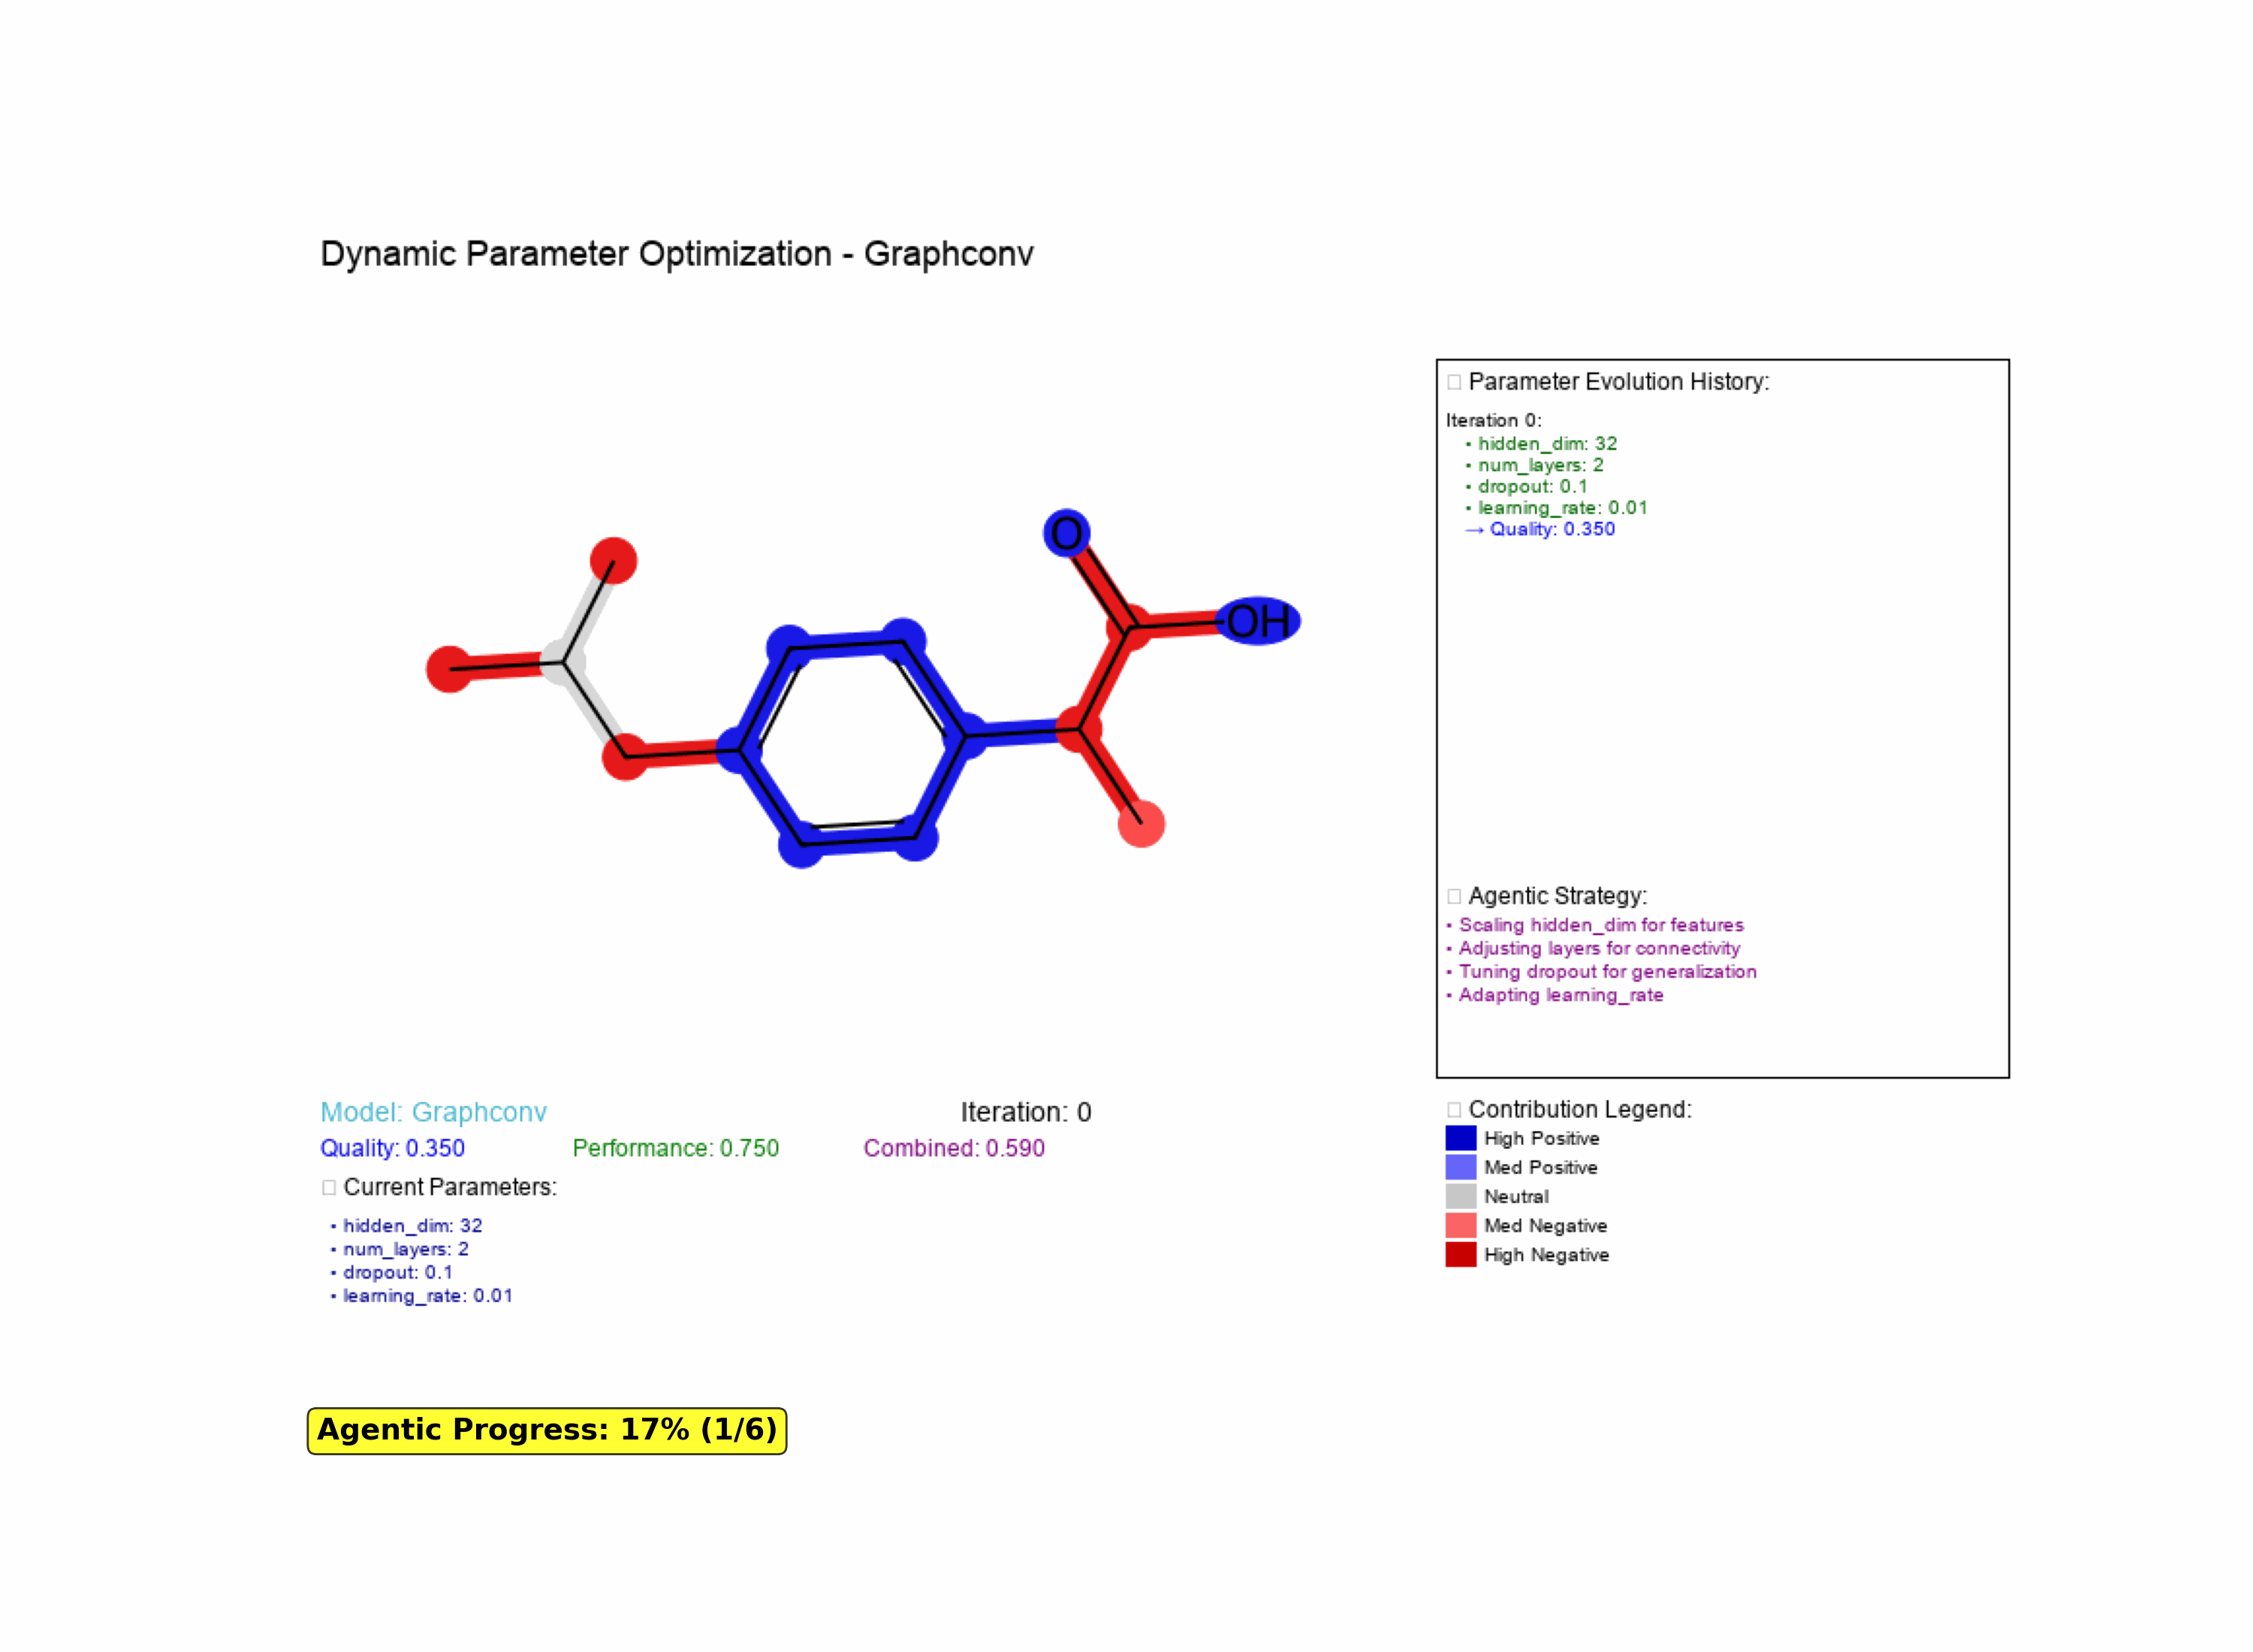 Dynamic Parameter Optimization - Graphconv
O
OH
□ Parameter Evolution History:
Iteration 0:
• hidden_dim: 32
• num_layers: 2
• dropout: 0.1
• learning_rate: 0.01
→ Quality: 0.350
□ Agentic Strategy:
• Scaling hidden_dim for features
• Adjusting layers for connectivity
• Tuning dropout for generalization
• Adapting learning_rate
Model: Graphconv Iteration: 0
Quality: 0.350 Performance: 0.750 Combined: 0.590
□ Current Parameters:
• hidden_dim: 32
• num_layers: 2
• dropout: 0.1
• learning_rate: 0.01
□ Contribution Legend:
High Positive
Med Positive
Neutral
Med Negative
High Negative
Agentic Progress: 17% (1/6)